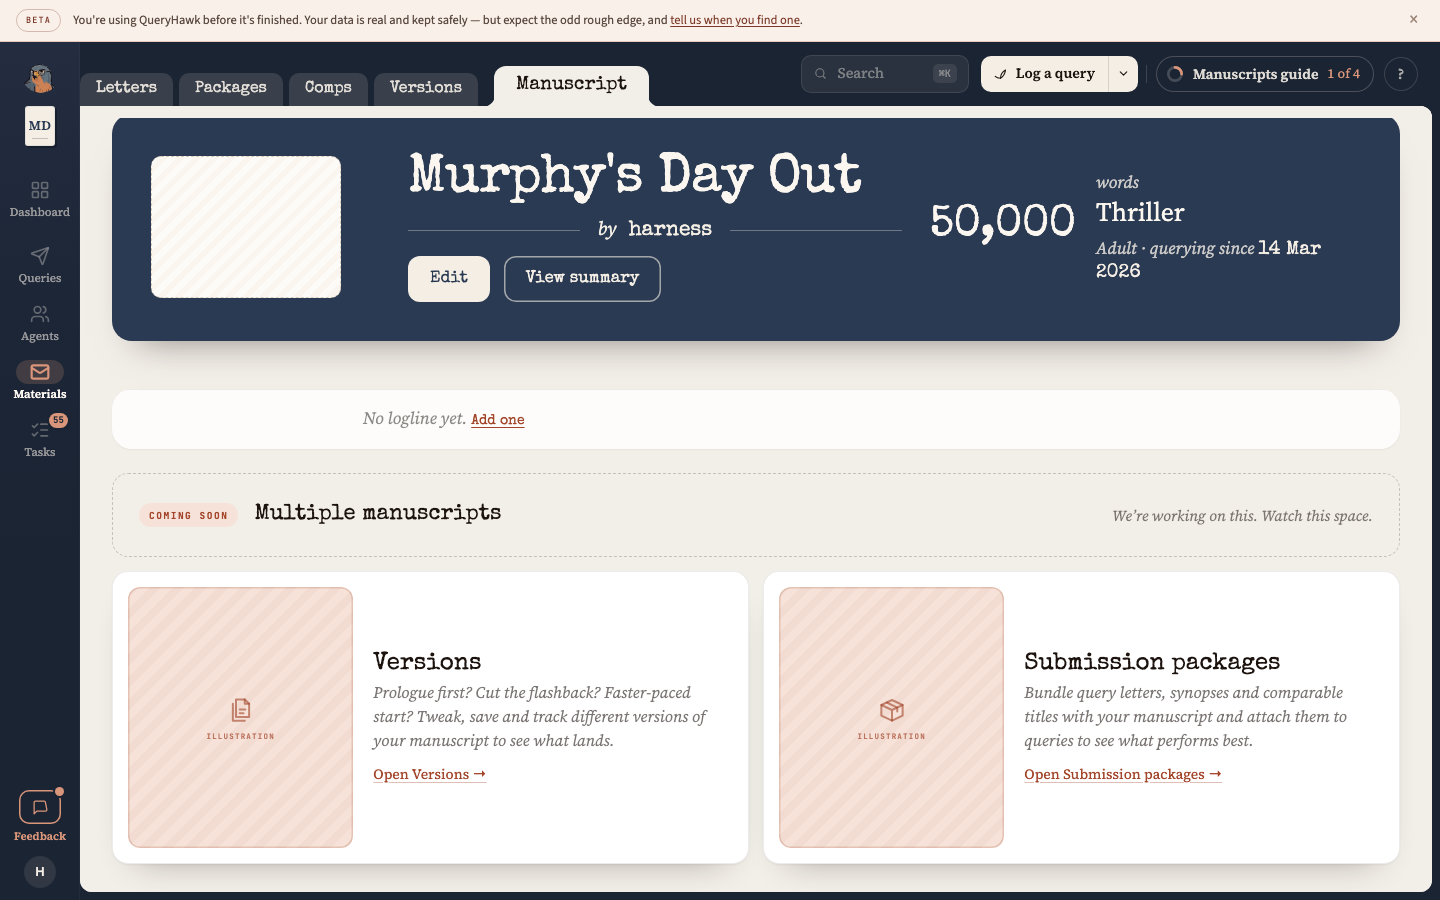 BETA You're using QueryHawk before it's finished. Your data is real and kept safely — but expect the odd rough edge, and tell us when you find one. ×
Letters Packages Comps Versions Manuscript Search ⌘K Log a query Manuscripts guide 1 of 4 ?
MD
Dashboard
Queries
Agents
Materials
55
Tasks
Feedback
H
Murphy's Day Out
by harness
Edit View summary
50,000
words
Thriller
Adult · querying since 14 Mar
2026
No logline yet. Add one
COMING SOON Multiple manuscripts We're working on this. Watch this space.
ILLUSTRATION
Versions
Prologue first? Cut the flashback? Faster-paced
start? Tweak, save and track different versions of
your manuscript to see what lands.
Open Versions →
ILLUSTRATION
Submission packages
Bundle query letters, synopses and comparable
titles with your manuscript and attach them to
queries to see what performs best.
Open Submission packages →